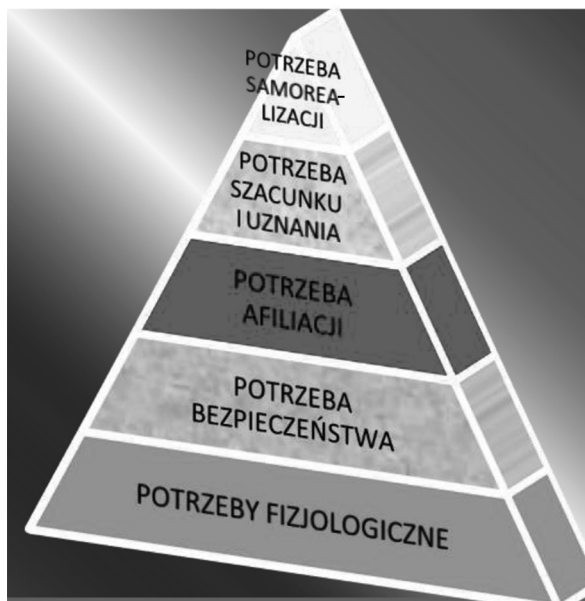 POTRZEBA
SAMOREA-
LIZACJI
POTRZEBA
SZACUNKU
I UZNANIA
POTRZEBA
AFILIACJI
POTRZEBA
BEZPIECZEŃSTWA
POTRZEBY FIZJOLOGICZNE